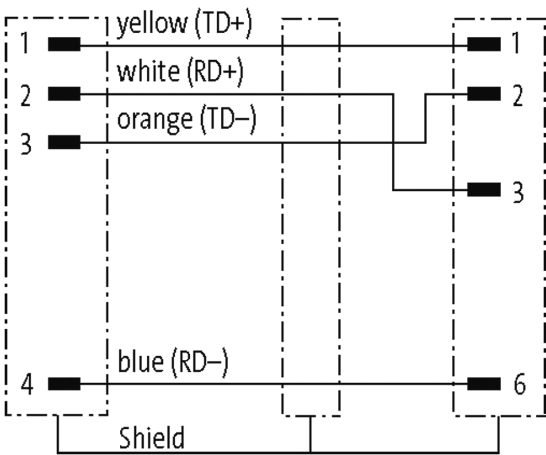 yellow (TD+)
1 1
white (RD+)
2 2
orange (TD–)
3
3
blue (RD–)
4 6
Shield